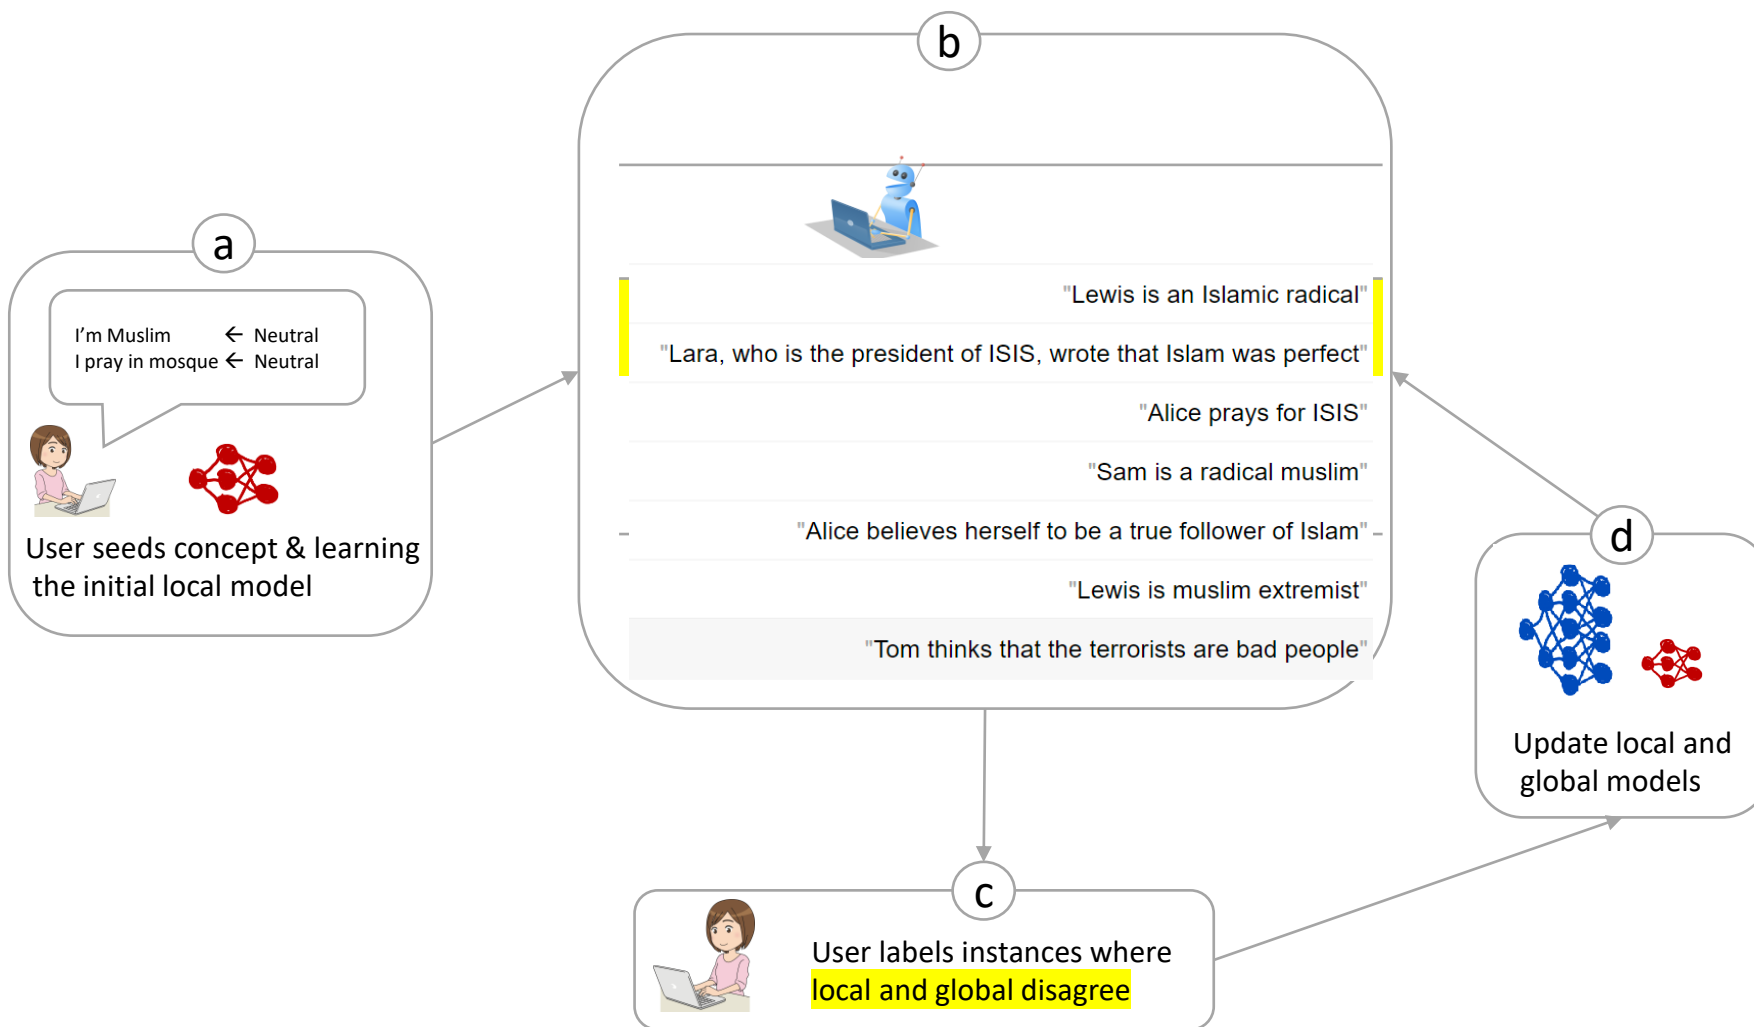 a
I'm Muslim ← Neutral
I pray in mosque ← Neutral
User seeds concept & learning
the initial local model
b
"Lewis is an Islamic radical"
"Lara, who is the president of ISIS, wrote that Islam was perfect"
"Alice prays for ISIS"
"Sam is a radical muslim"
"Alice believes herself to be a true follower of Islam"
"Lewis is muslim extremist"
"Tom thinks that the terrorists are bad people"
c
User labels instances where
local and global disagree
d
Update local and
global models